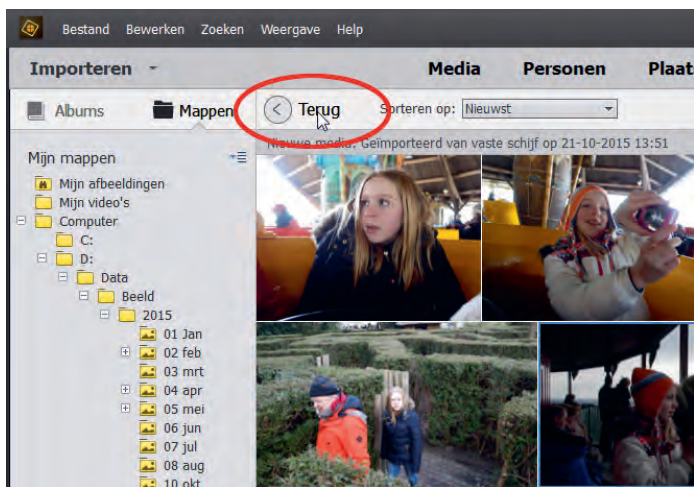 Bestand Bewerken Zoeken Weergave Help
Importeren Media Personen Plaat
Albums Mappen Terug Sorteren op: Nieuwst
Nieuwe media: Geïmporteerd van vaste schijf op 21-10-2015 13:51
Mijn mappen
Mijn afbeeldingen
Mijn video's
Computer
C:
D:
Data
Beeld
2015
01 Jan
02 feb
03 mrt
04 apr
05 mei
06 jun
07 jul
08 aug
10 okt